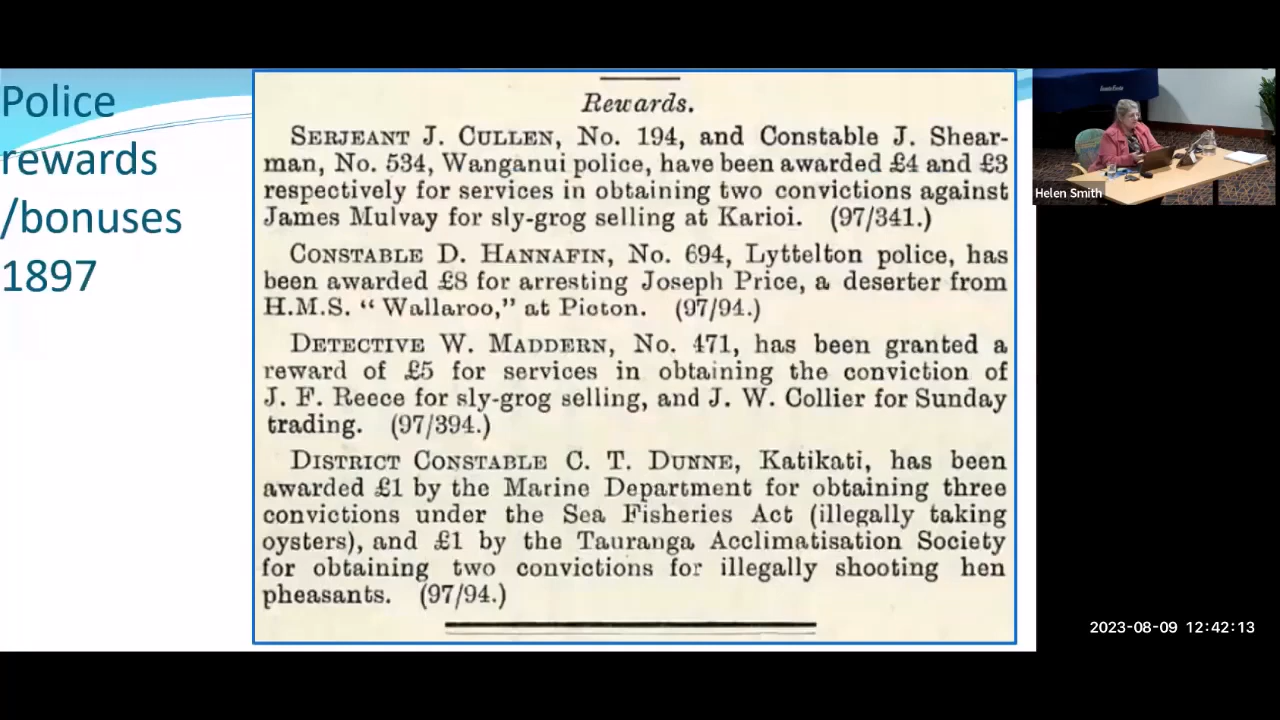 Police
rewards
/bonuses
1897
Rewards.
SERJEANT J. CULLEN, No. 194, and Constable J. Shear-
man, No. 534, Wanganui police, have been awarded £4 and £3
respectively for services in obtaining two convictions against
James Mulvay for sly-grog selling at Karioi. (97/341.)
CONSTABLE D. HANNAFIN, No. 694, Lyttelton police, has
been awarded £8 for arresting Joseph Price, a deserter from
H.M.S. “ Wallaroo,” at Picton. (97/94.)
DETECTIVE W. MADDERN, No. 471, has been granted a
reward of £5 for services in obtaining the conviction of
J. F. Reece for sly-grog selling, and J. W. Collier for Sunday
trading. (97/394.)
DISTRICT CONSTABLE C. T. DUNNE, Katikati, has been
awarded £1 by the Marine Department for obtaining three
convictions under the Sea Fisheries Act (illegally taking
oysters), and £1 by the Tauranga Acclimatisation Society
for obtaining two convictions for illegally shooting hen
pheasants. (97/94.)
Helen Smith
2023-08-09 12:42:13